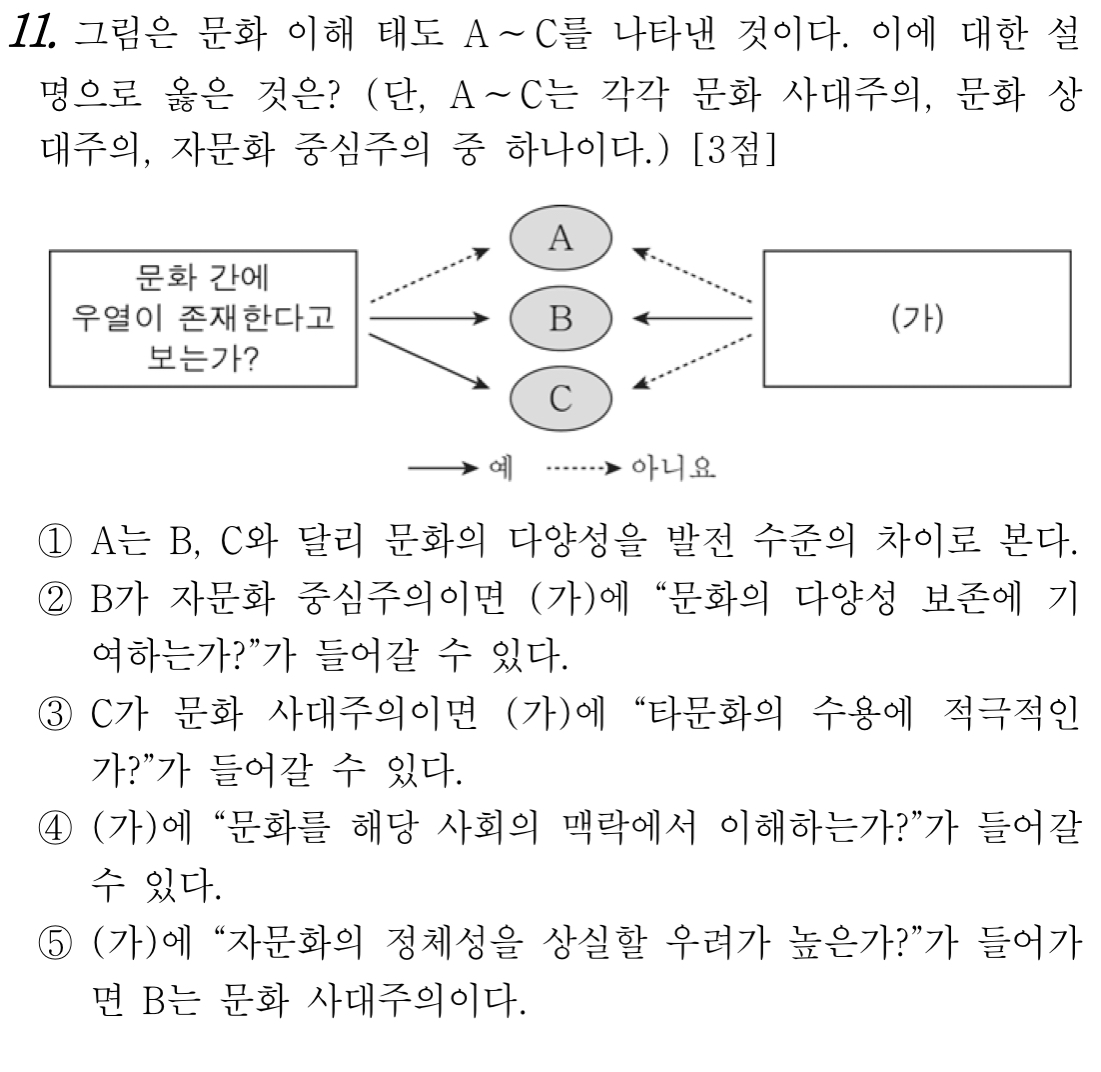 11. 그림은 문화 이해 태도 A~C를 나타낸 것이다. 이에 대한 설
명으로 옳은 것은? (단, A~C는 각각 문화 사대주의, 문화 상
대주의, 자문화 중심주의 중 하나이다.) [3점]
문화 간에
우열이 존재한다고
보는가?
A
B
C
(가)
예 아니요
① A는 B, C와 달리 문화의 다양성을 발전 수준의 차이로 본다.
② B가 자문화 중심주의이면 (가)에 “문화의 다양성 보존에 기
여하는가?”가 들어갈 수 있다.
③ C가 문화 사대주의이면 (가)에 “타문화의 수용에 적극적인
가?”가 들어갈 수 있다.
④ (가)에 “문화를 해당 사회의 맥락에서 이해하는가?”가 들어갈
수 있다.
⑤ (가)에 “자문화의 정체성을 상실할 우려가 높은가?”가 들어가
면 B는 문화 사대주의이다.